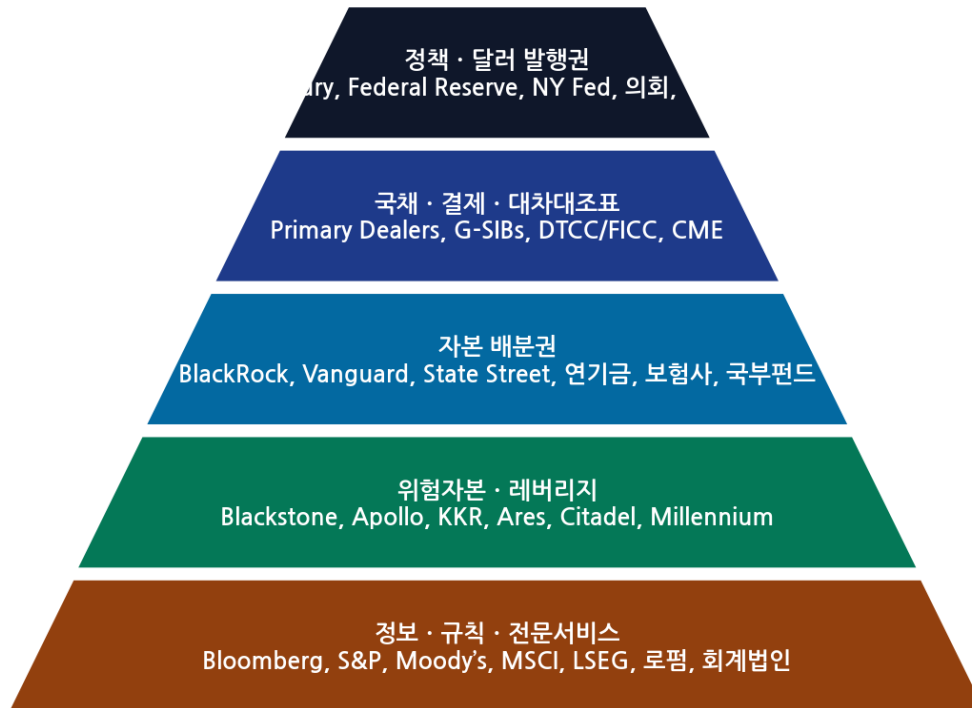 정책 · 달러 발행권
Federal Reserve, NY Fed, 의회,
국채 · 결제 · 대차대조표
Primary Dealers, G-SIBs, DTCC/FICC, CME
자본 배분권
BlackRock, Vanguard, State Street, 연기금, 보험사, 국부펀드
위험자본 · 레버리지
Blackstone, Apollo, KKR, Ares, Citadel, Millennium
정보 · 규칙 · 전문서비스
Bloomberg, S&P, Moody’s, MSCI, LSEG, 로펌, 회계법인